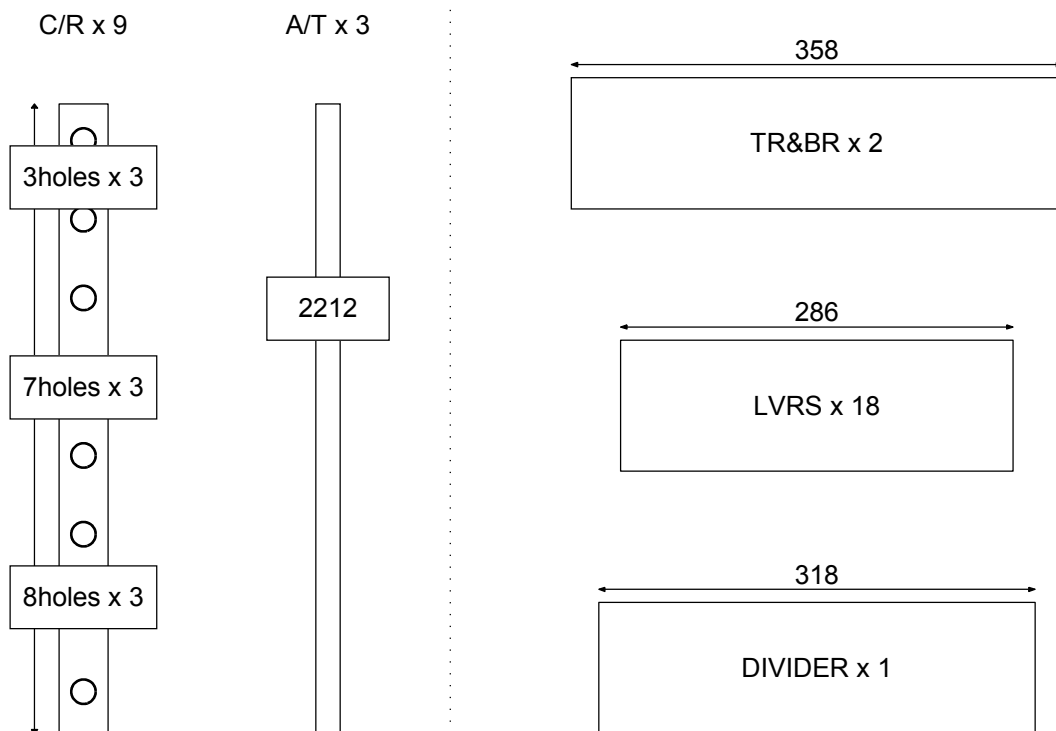 C/R x 9
A/T x 3
3holes x 3
7holes x 3
8holes x 3
2212
358
TR&BR x 2
286
LVRS x 18
318
DIVIDER x 1